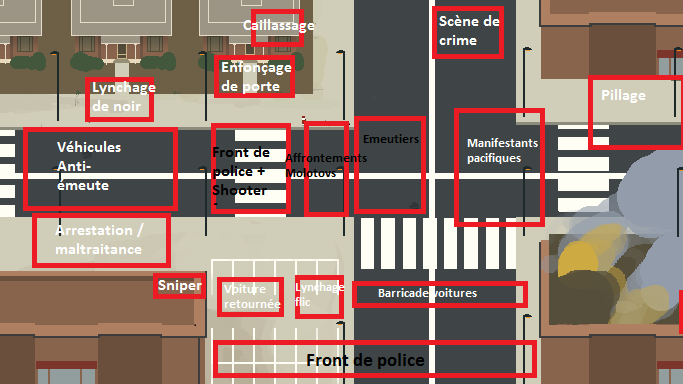 Caillassage
Scène de
crime
Enfonçage
de porte
Lynchage
de noir
Pillage
Véhicules
Anti-
émeute
Front de
police +
Shooter
Affrontements
Molotovs
Emeutiers
Manifestants
pacifiques
Arrestation /
maltraitance
Sniper
Voiture
retournée
Lynchage
flic
Barricade voitures
Front de police